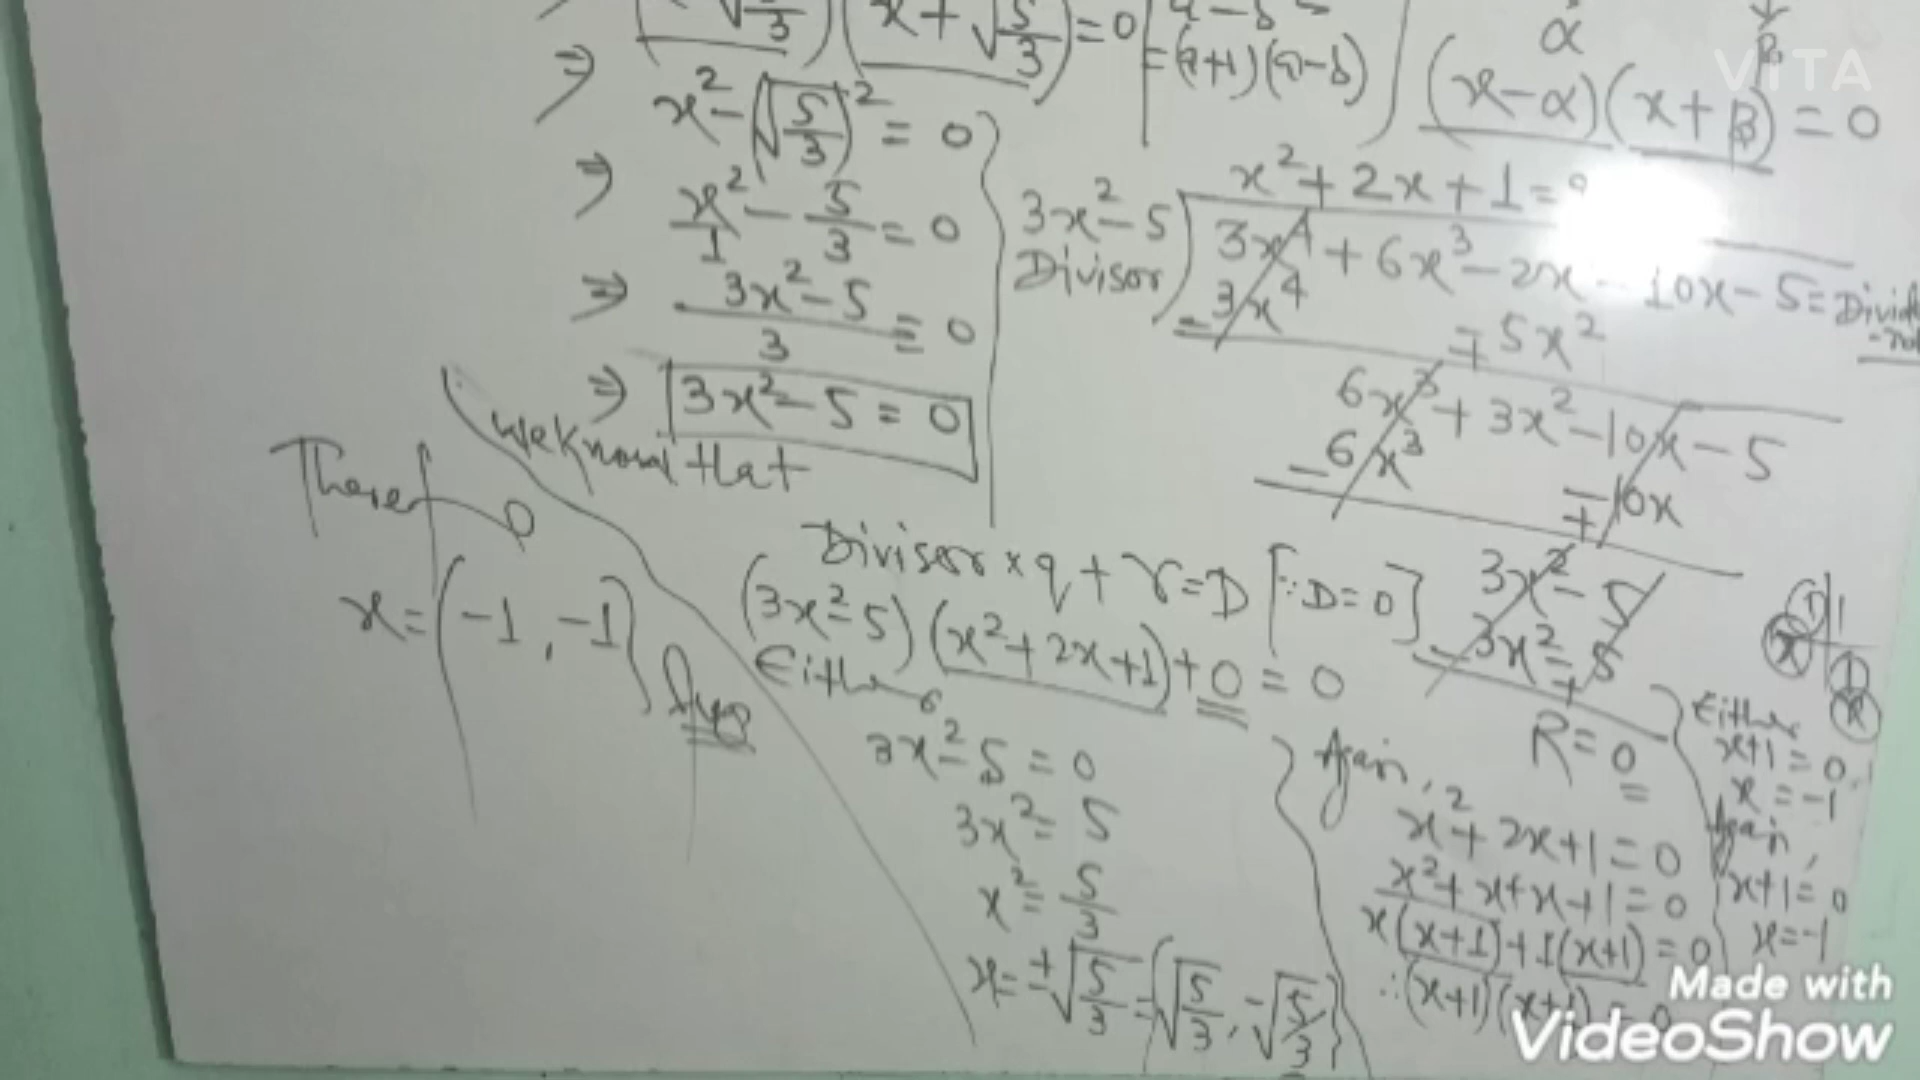 (x + √5/3) = 0
= (a+1)(a-b)
α
β
(x-α)(x+β) = 0
⇒ x² - (√5/3)² = 0
⇒ x²/1 - 5/3 = 0
⇒ 3x² - 5 / 3 = 0
⇒ 3x² - 5 = 0
we know that
x² + 2x + 1 =
3x² - 5 ) 3x⁴ + 6x³ - 2x - 10x - 5 =
Divisor
- 3x⁴ ∓ 5x²
6x³ + 3x² - 10x - 5
- 6x³ ∓ 10x
3x² - 5
- 3x² ∓ 5
R = 0
Divisor × q + r = D [∵ D = 0]
(3x² - 5) (x² + 2x + 1) + 0 = 0
Either
3x² - 5 = 0
3x² = 5
x² = 5/3
x = ±√5/3 = (√5/3, -√5/3}
Again,
x² + 2x + 1 = 0
x² + x + x + 1 = 0
x(x+1) + 1(x+1) = 0
∴ (x+1)(x+1) = 0
Either
x+1 = 0
x = -1
Again,
x+1 = 0
x = -1
x = (-1, -1}
ViTA
Made with
VideoShow